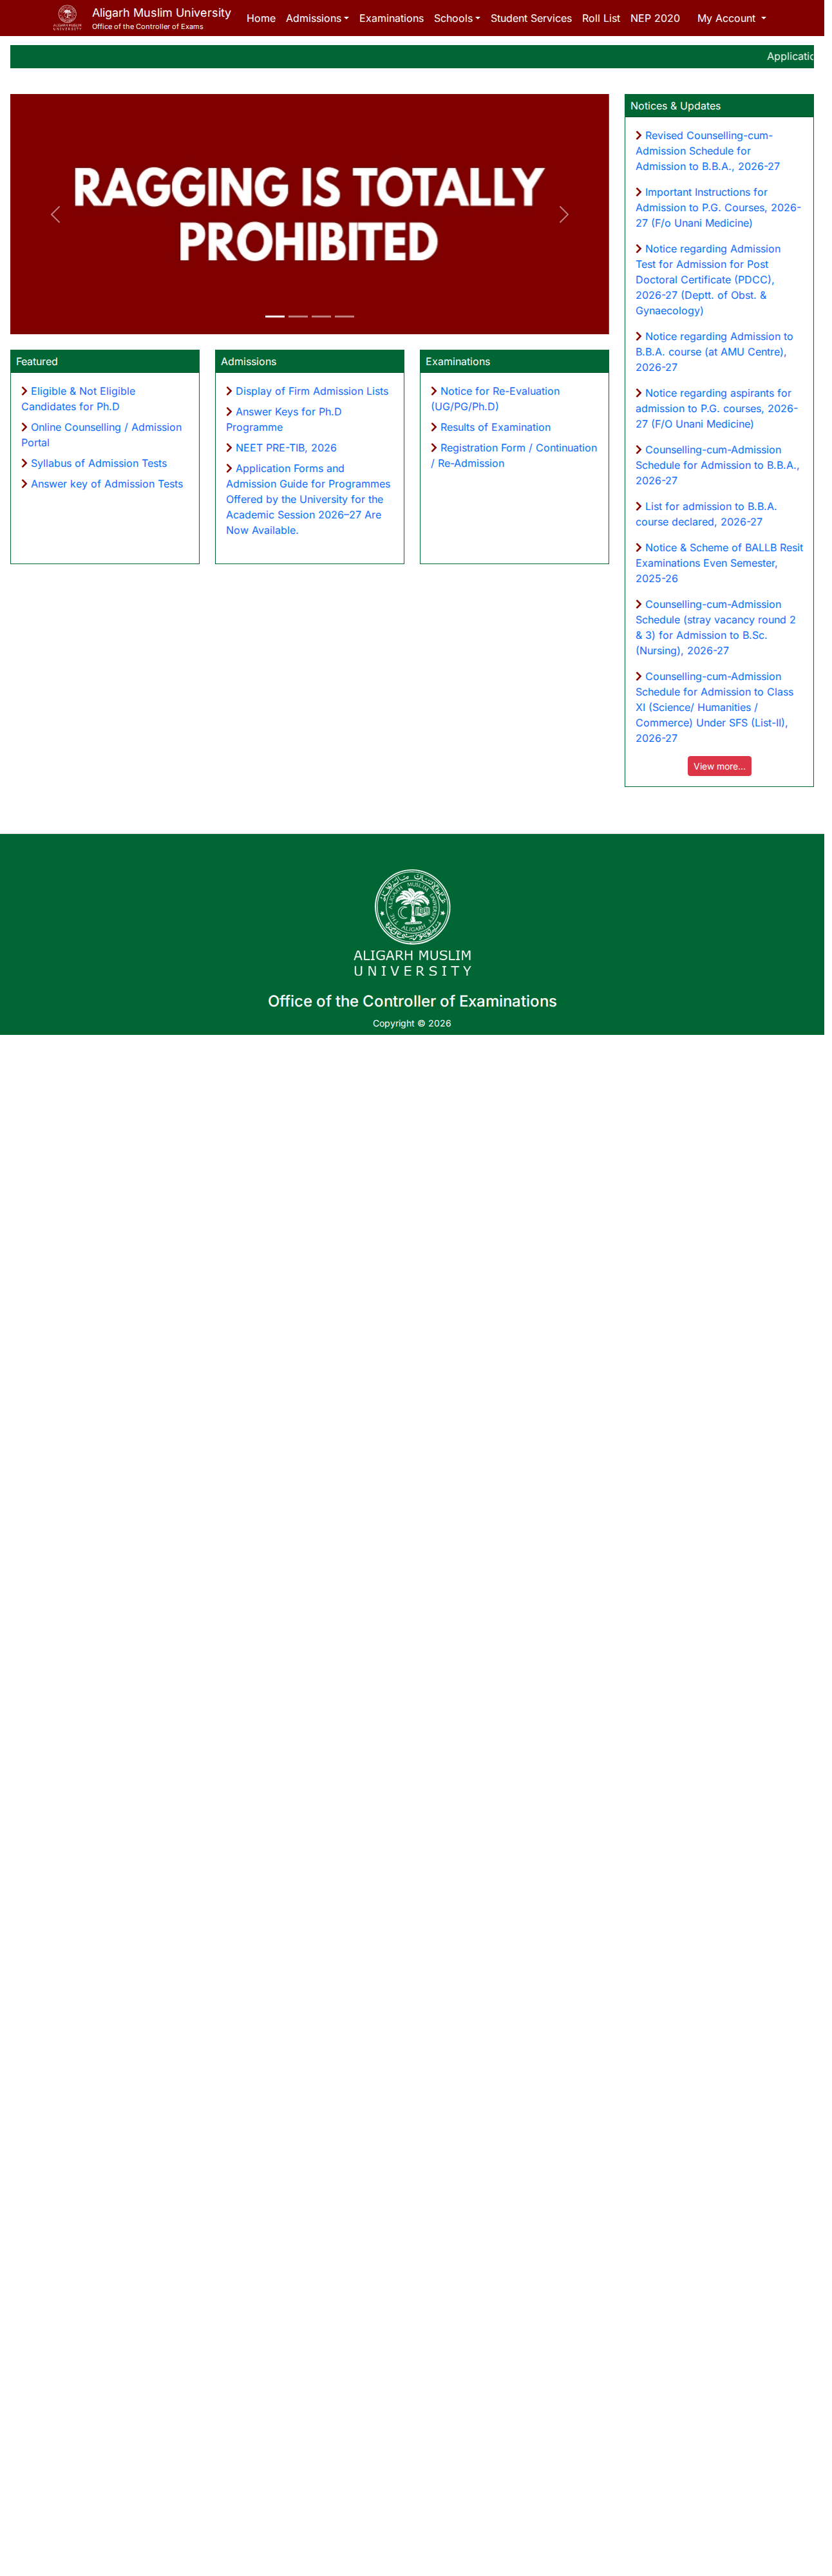 Aligarh Muslim University
Office of the Controller of Exams
Home Admissions Examinations Schools Student Services Roll List NEP 2020 My Account
RAGGING IS TOTALLY
PROHIBITED
Featured
Eligible & Not Eligible
Candidates for Ph.D
Online Counselling / Admission
Portal
Syllabus of Admission Tests
Answer key of Admission Tests
Admissions
Display of Firm Admission Lists
Answer Keys for Ph.D
Programme
NEET PRE-TIB, 2026
Application Forms and
Admission Guide for Programmes
Offered by the University for the
Academic Session 2026–27 Are
Now Available.
Examinations
Notice for Re-Evaluation
(UG/PG/Ph.D)
Results of Examination
Registration Form / Continuation
/ Re-Admission
Notices & Updates
Revised Counselling-cum-
Admission Schedule for
Admission to B.B.A., 2026-27
Important Instructions for
Admission to P.G. Courses, 2026-
27 (F/o Unani Medicine)
Notice regarding Admission
Test for Admission for Post
Doctoral Certificate (PDCC),
2026-27 (Deptt. of Obst. &
Gynaecology)
Notice regarding Admission to
B.B.A. course (at AMU Centre),
2026-27
Notice regarding aspirants for
admission to P.G. courses, 2026-
27 (F/O Unani Medicine)
Counselling-cum-Admission
Schedule for Admission to B.B.A.,
2026-27
List for admission to B.B.A.
course declared, 2026-27
Notice & Scheme of BALLB Resit
Examinations Even Semester,
2025-26
Counselling-cum-Admission
Schedule (stray vacancy round 2
& 3) for Admission to B.Sc.
(Nursing), 2026-27
Counselling-cum-Admission
Schedule for Admission to Class
XI (Science/ Humanities /
Commerce) Under SFS (List-II),
2026-27
View more...
ALIGARH MUSLIM
UNIVERSITY
Office of the Controller of Examinations
Copyright © 2026